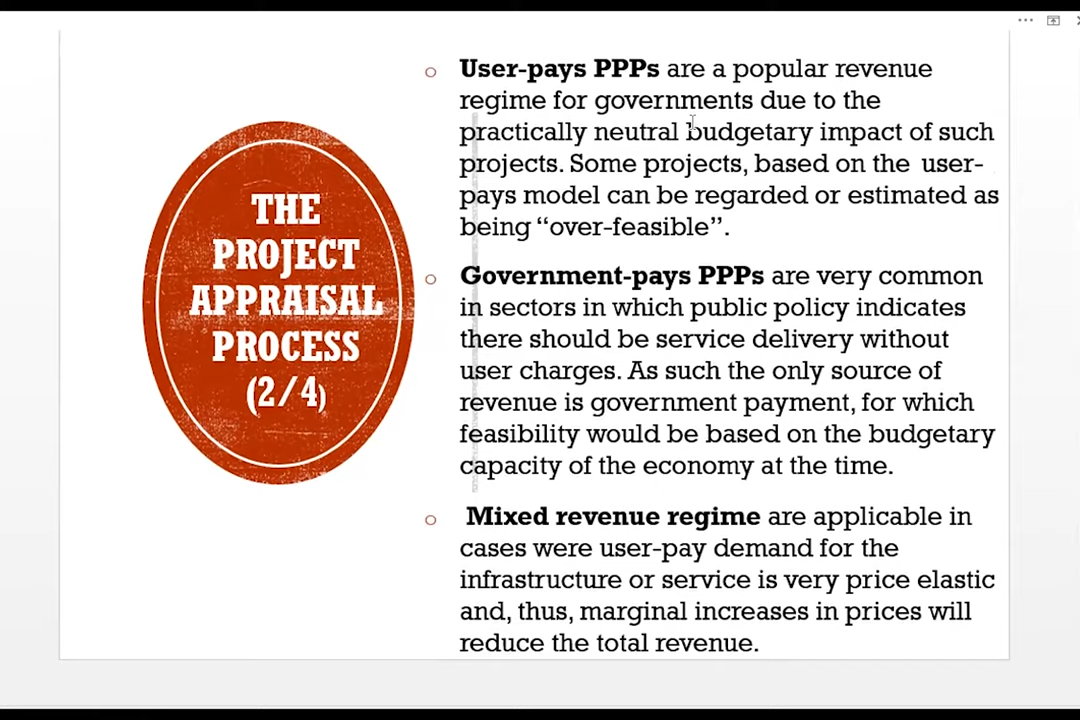 THE
PROJECT
APPRAISAL
PROCESS
(2/4)
User-pays PPPs are a popular revenue
regime for governments due to the
practically neutral budgetary impact of such
projects. Some projects, based on the user-
pays model can be regarded or estimated as
being “over-feasible”.
Government-pays PPPs are very common
in sectors in which public policy indicates
there should be service delivery without
user charges. As such the only source of
revenue is government payment, for which
feasibility would be based on the budgetary
capacity of the economy at the time.
Mixed revenue regime are applicable in
cases were user-pay demand for the
infrastructure or service is very price elastic
and, thus, marginal increases in prices will
reduce the total revenue.